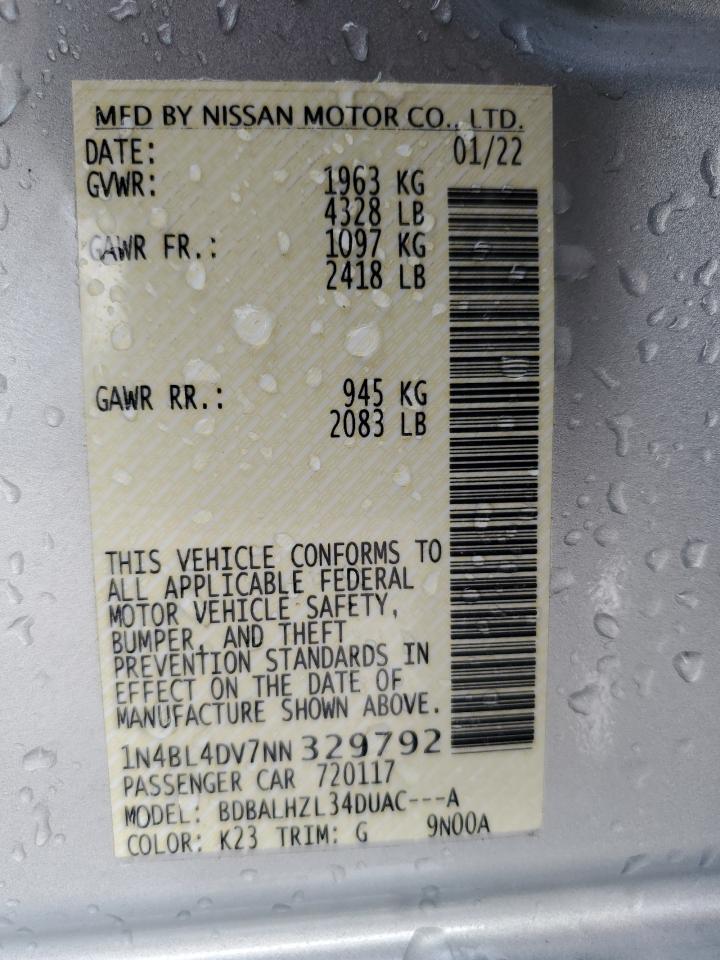 MFD BY NISSAN MOTOR CO., LTD.
DATE: 01/22
GVWR: 1963 KG
4328 LB
GAWR FR.: 1097 KG
2418 LB
GAWR RR.: 945 KG
2083 LB
THIS VEHICLE CONFORMS TO
ALL APPLICABLE FEDERAL
MOTOR VEHICLE SAFETY,
BUMPER, AND THEFT
PREVENTION STANDARDS IN
EFFECT ON THE DATE OF
MANUFACTURE SHOWN ABOVE.
1N4BL4DV7NN 329792
PASSENGER CAR 720117
MODEL: BDBALHZL34DUAC---A
COLOR: K23 TRIM: G 9N00A